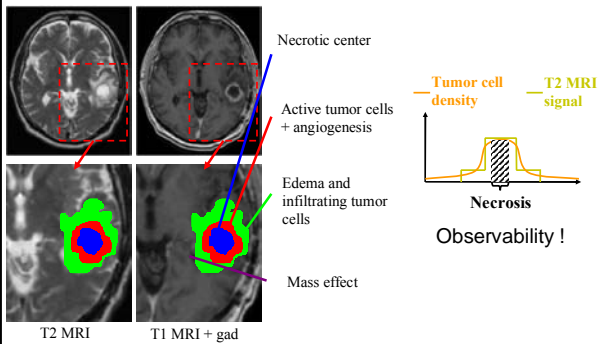 Necrotic center
Active tumor cells
+ angiogenesis
Edema and
infiltrating tumor
cells
Mass effect
T2 MRI
T1 MRI + gad
Tumor cell
density
T2 MRI
signal
Necrosis
Observability !